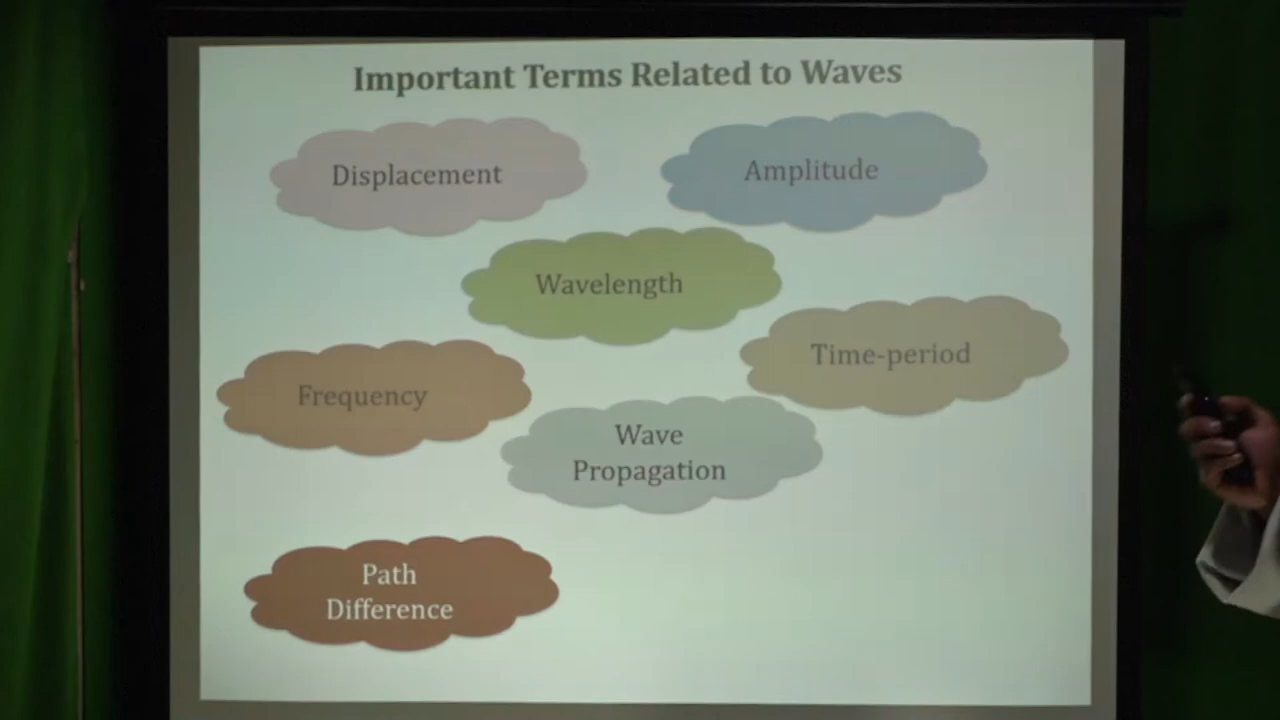 Important Terms Related to Waves
Displacement
Amplitude
Wavelength
Time-period
Frequency
Wave
Propagation
Path
Difference